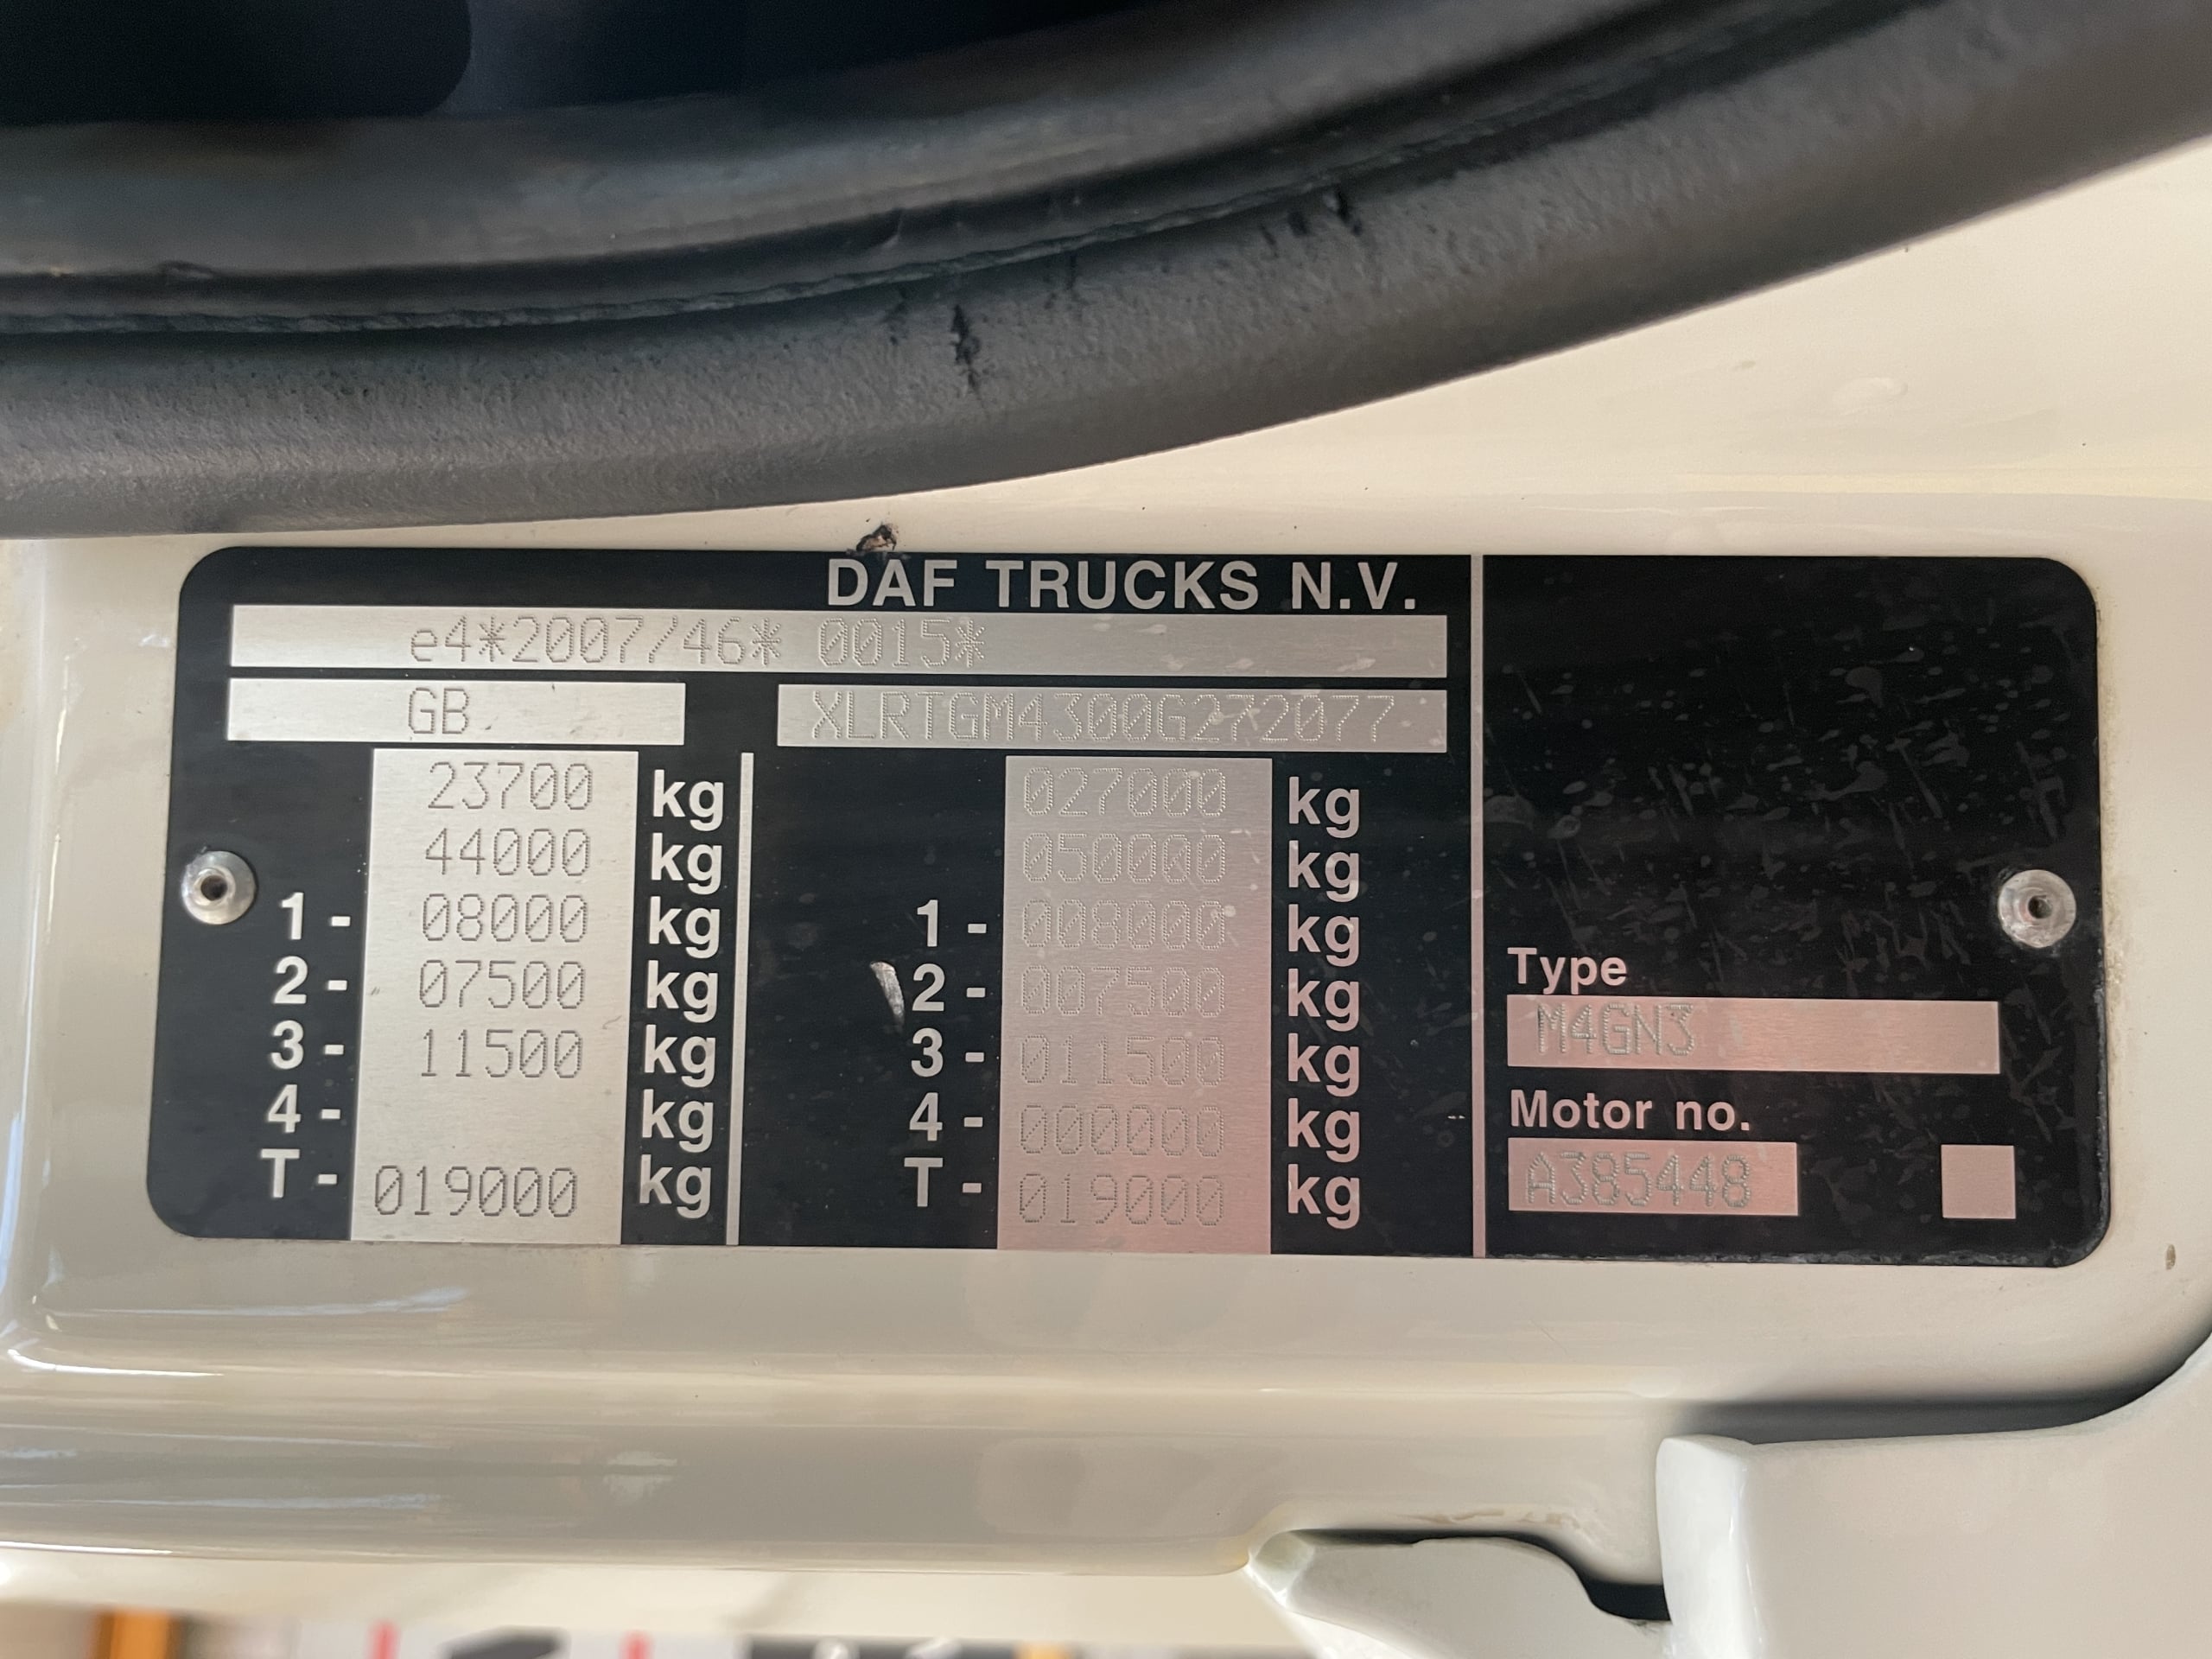 DAF TRUCKS N.V.
e4*2007/46* 0015*
GB XLRTGM4300G272077
23700 kg 027000 kg
44000 kg 050000 kg
1 - 08000 kg 1 - 008000 kg
2 - 07500 kg 2 - 007500 kg
3 - 11500 kg 3 - 011500 kg
4 - kg 4 - 000000 kg
T - 019000 kg T - 019000 kg
Type
M4GN3
Motor no.
A385448